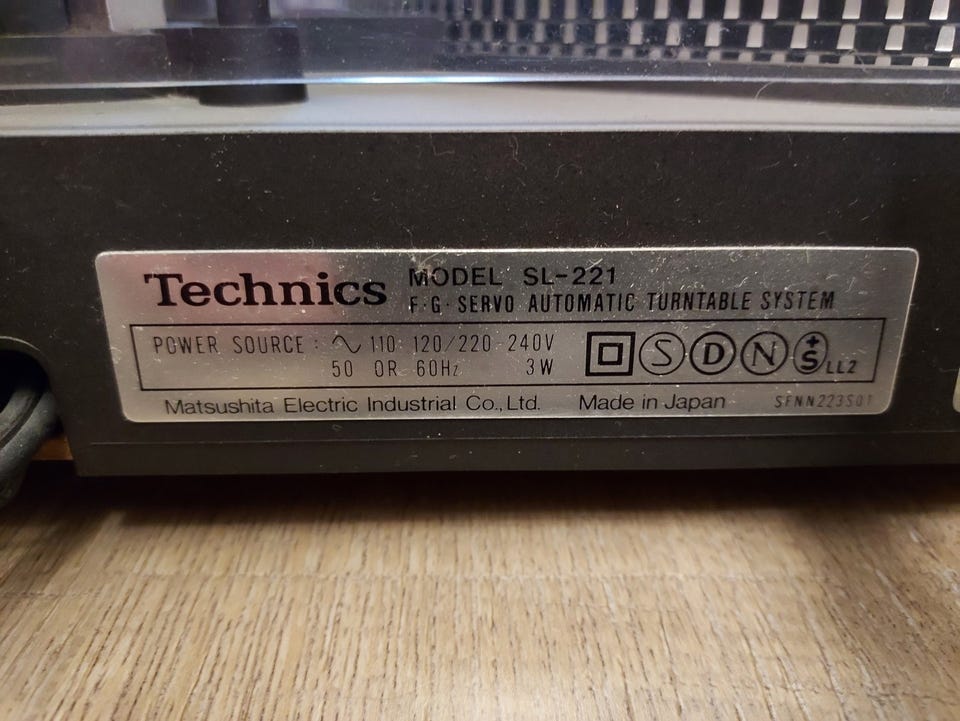 Technics MODEL SL-221
F·G· SERVO AUTOMATIC TURNTABLE SYSTEM
POWER SOURCE : ∿ 110 120/220 240V
50 OR 60Hz 3W
S D N +S LL2
Matsushita Electric Industrial Co., Ltd. Made in Japan SFNN223S01